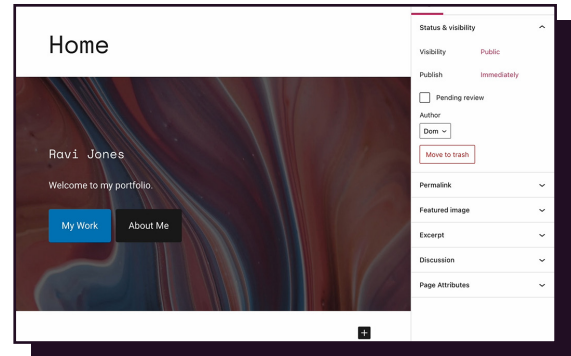 Home
Ravi Jones
Welcome to my portfolio.
My Work
About Me
Status & visibility
Visibility Public
Publish Immediately
Pending review
Author
Dom
Move to trash
Permalink
Featured image
Excerpt
Discussion
Page Attributes